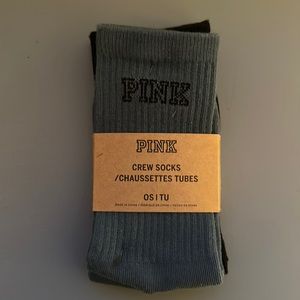 PINK
PINK
CREW SOCKS
/CHAUSSETTES TUBES
OS | TU